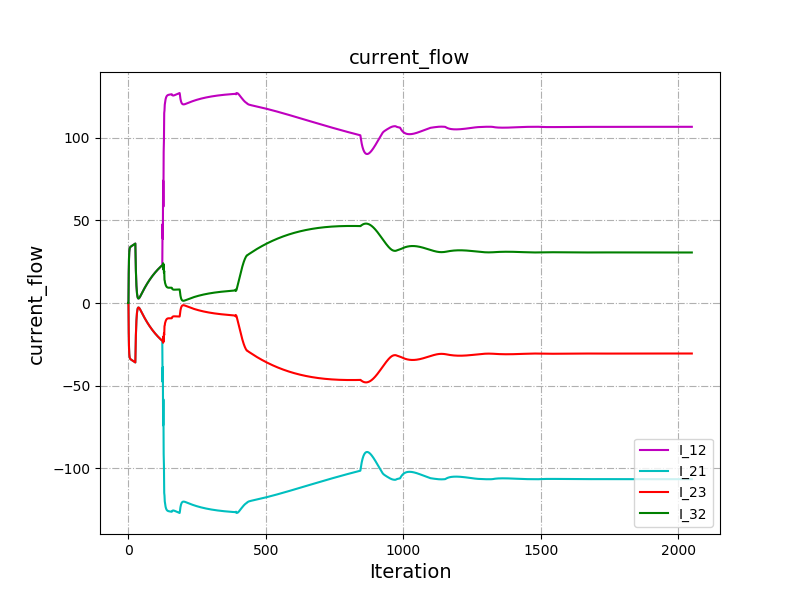 current_flow
current_flow
100
50
0
−50
−100
0
500
1000
1500
2000
Iteration
I_12
I_21
I_23
I_32